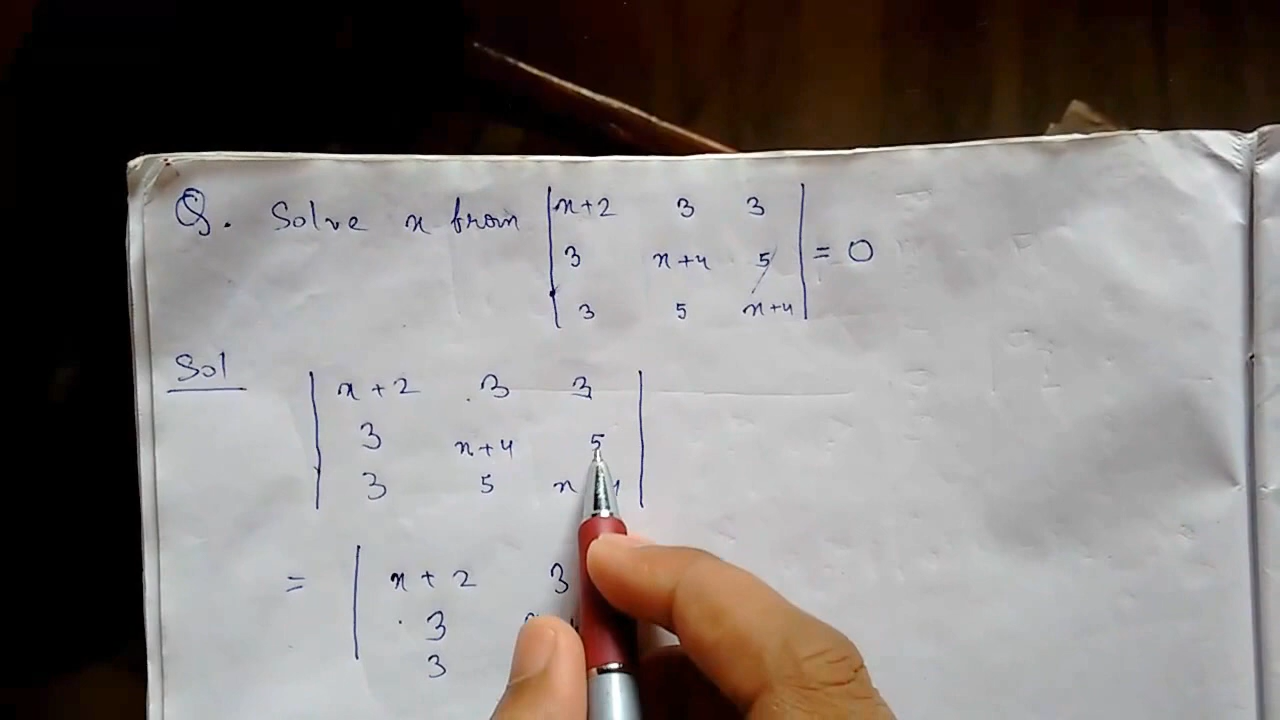 Q. Solve x from | x+2 3 3 |
| 3 x+4 5 | = 0
| 3 5 x+4 |
Sol
| x+2 3 3 |
| 3 x+4 5 |
| 3 5 x
= | x+2 3
3
3